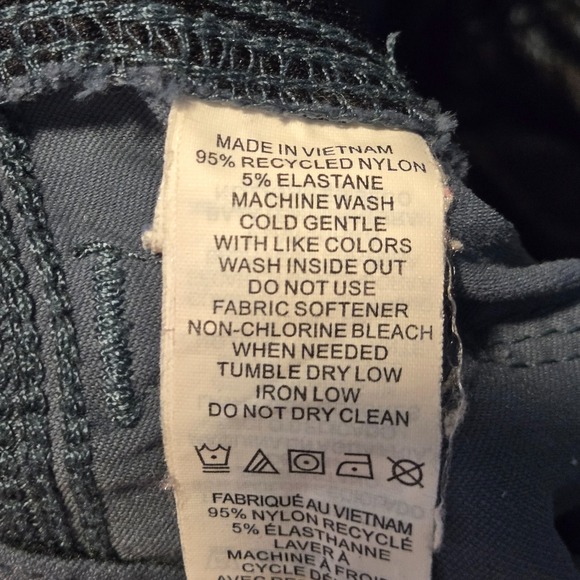 MADE IN VIETNAM
95% RECYCLED NYLON
5% ELASTANE
MACHINE WASH
COLD GENTLE
WITH LIKE COLORS
WASH INSIDE OUT
DO NOT USE
FABRIC SOFTENER
NON-CHLORINE BLEACH
WHEN NEEDED
TUMBLE DRY LOW
IRON LOW
DO NOT DRY CLEAN
FABRIQUÉ AU VIETNAM
95% NYLON RECYCLÉ
5% ÉLASTHANNE
LAVER À
MACHINE À FROID
CYCLE